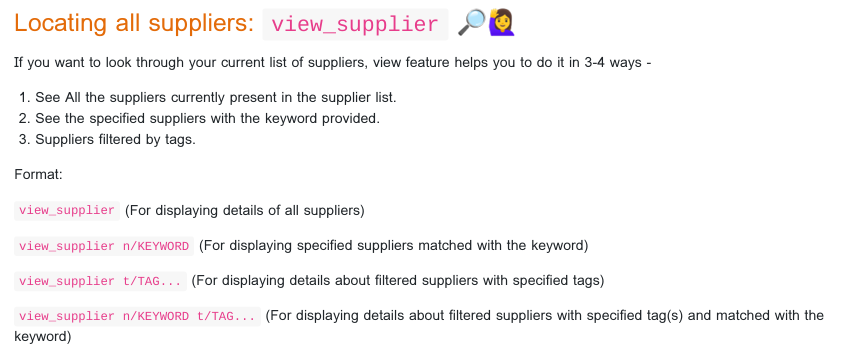 Locating all suppliers: view_supplier 🔎🙋‍♀️
If you want to look through your current list of suppliers, view feature helps you to do it in 3-4 ways -
1. See All the suppliers currently present in the supplier list.
2. See the specified suppliers with the keyword provided.
3. Suppliers filtered by tags.
Format:
view_supplier (For displaying details of all suppliers)
view_supplier n/KEYWORD (For displaying specified suppliers matched with the keyword)
view_supplier t/TAG... (For displaying details about filtered suppliers with specified tags)
view_supplier n/KEYWORD t/TAG... (For displaying details about filtered suppliers with specified tag(s) and matched with the
keyword)